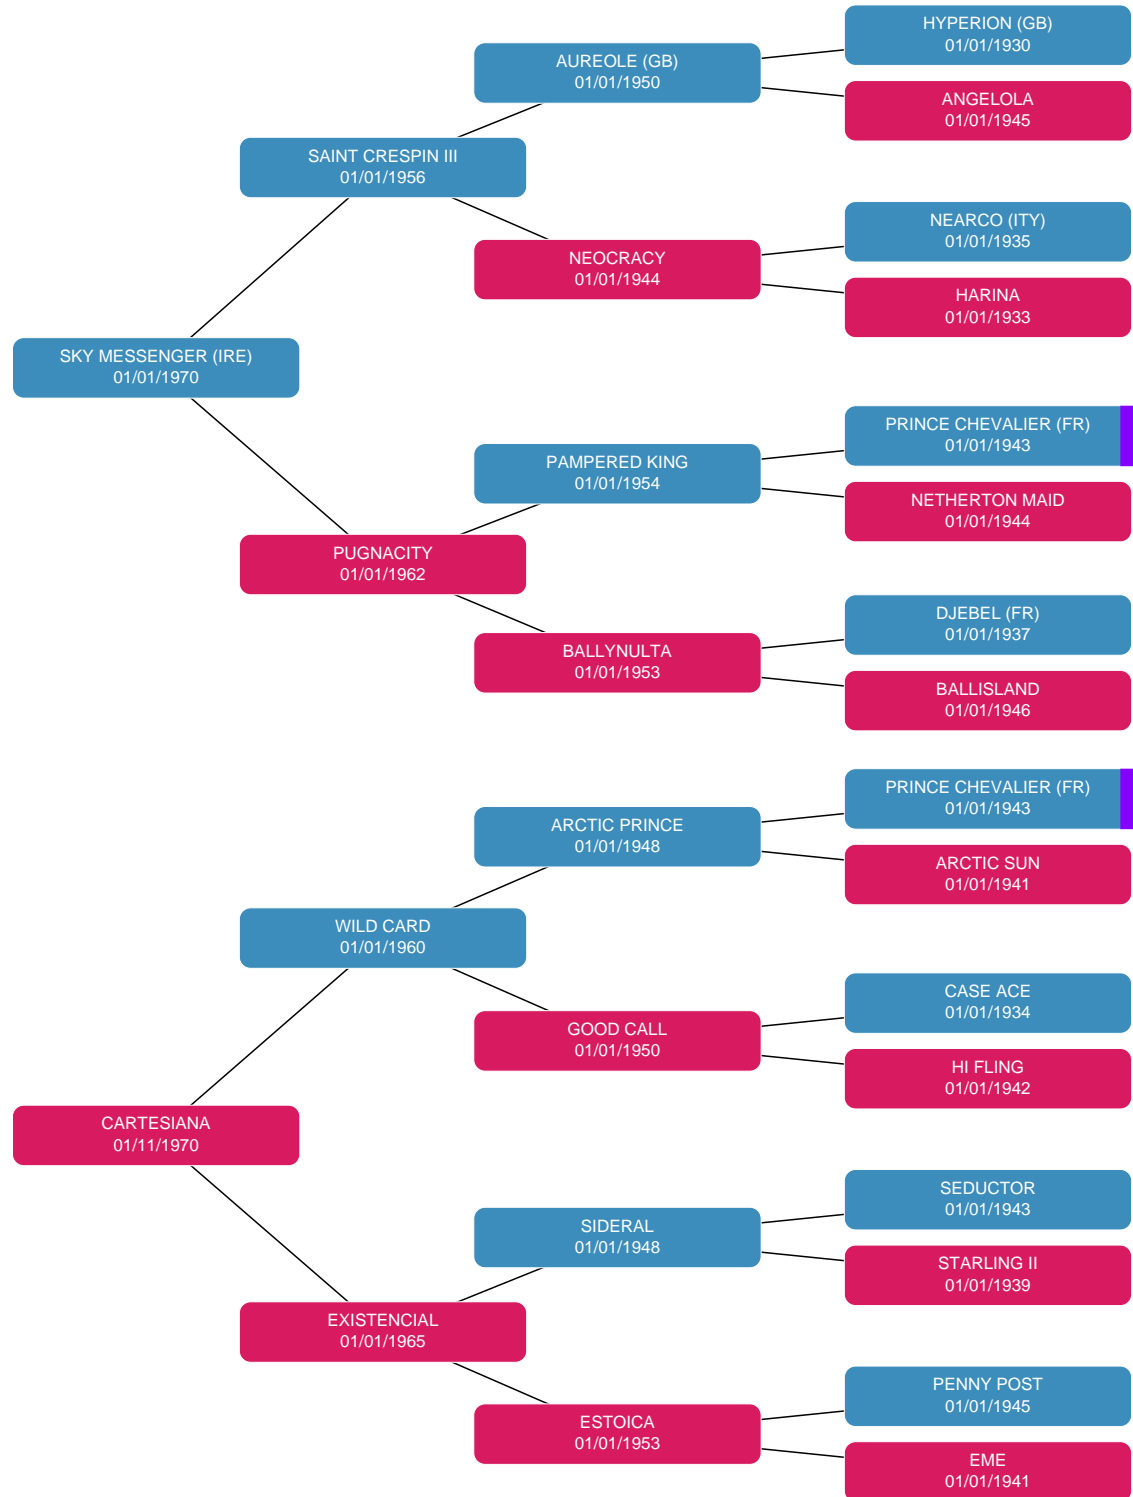 HYPERION (GB)
01/01/1930
AUREOLE (GB)
01/01/1950
ANGELOLA
01/01/1945
SAINT CRESPIN III
01/01/1956
NEARCO (ITY)
01/01/1935
NEOCRACY
01/01/1944
HARINA
01/01/1933
SKY MESSENGER (IRE)
01/01/1970
PRINCE CHEVALIER (FR)
01/01/1943
PAMPERED KING
01/01/1954
NETHERTON MAID
01/01/1944
PUGNACITY
01/01/1962
DJEBEL (FR)
01/01/1937
BALLYNULTA
01/01/1953
BALLISLAND
01/01/1946
PRINCE CHEVALIER (FR)
01/01/1943
ARCTIC PRINCE
01/01/1948
ARCTIC SUN
01/01/1941
WILD CARD
01/01/1960
CASE ACE
01/01/1934
GOOD CALL
01/01/1950
HI FLING
01/01/1942
CARTESIANA
01/11/1970
SEDUCTOR
01/01/1943
SIDERAL
01/01/1948
STARLING II
01/01/1939
EXISTENCIAL
01/01/1965
PENNY POST
01/01/1945
ESTOICA
01/01/1953
EME
01/01/1941